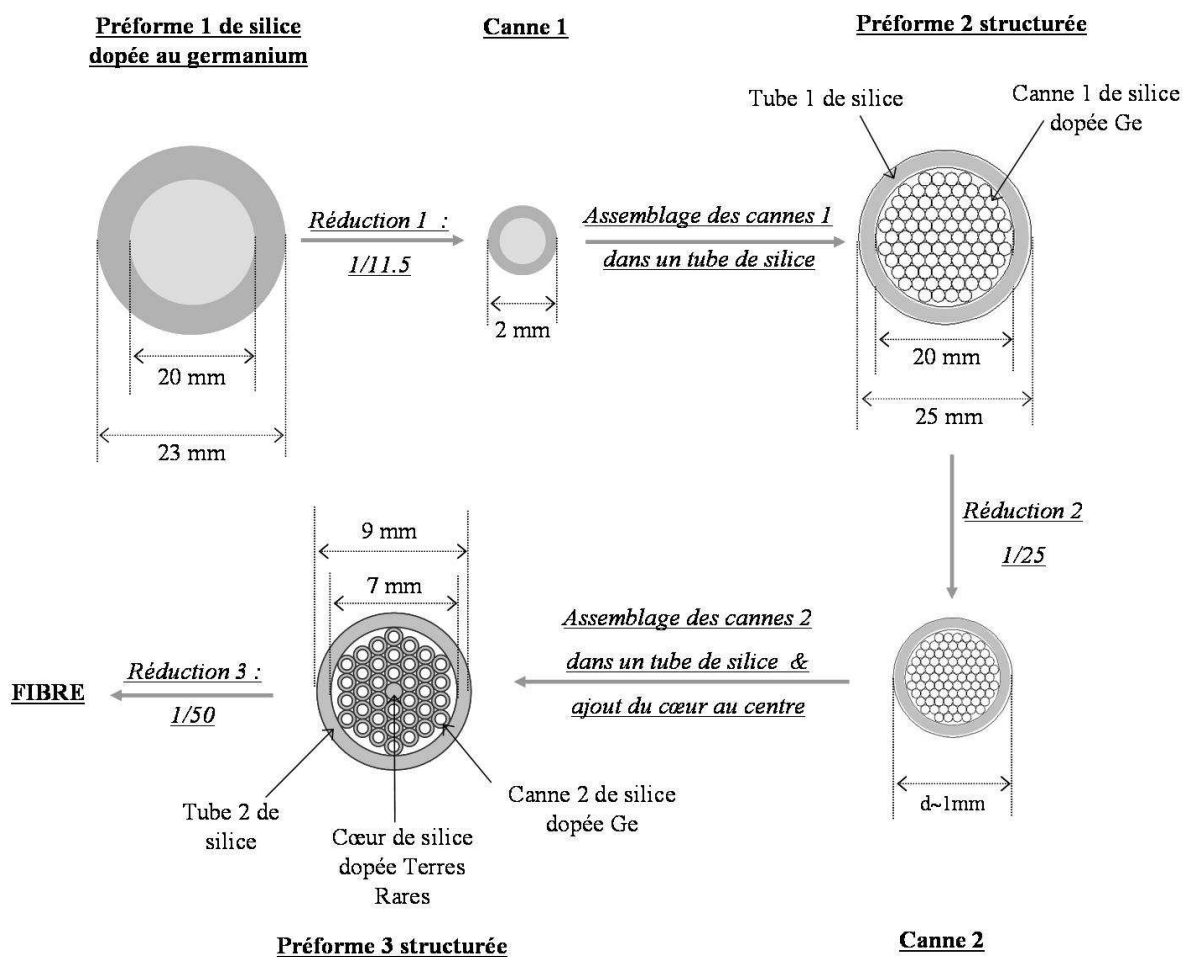 Préforme 1 de silice
dopée au germanium
Canne 1
Préforme 2 structurée
Tube 1 de silice
Canne 1 de silice
dopée Ge
Réduction 1 :
1/11.5
Assemblage des cannes 1
dans un tube de silice
2 mm
20 mm
23 mm
20 mm
25 mm
Réduction 2
1/25
9 mm
7 mm
Assemblage des cannes 2
dans un tube de silice &
ajout du cœur au centre
Réduction 3 :
1/50
FIBRE
Tube 2 de
silice
Cœur de silice
dopée Terres
Rares
Canne 2 de silice
dopée Ge
d~1mm
Préforme 3 structurée
Canne 2